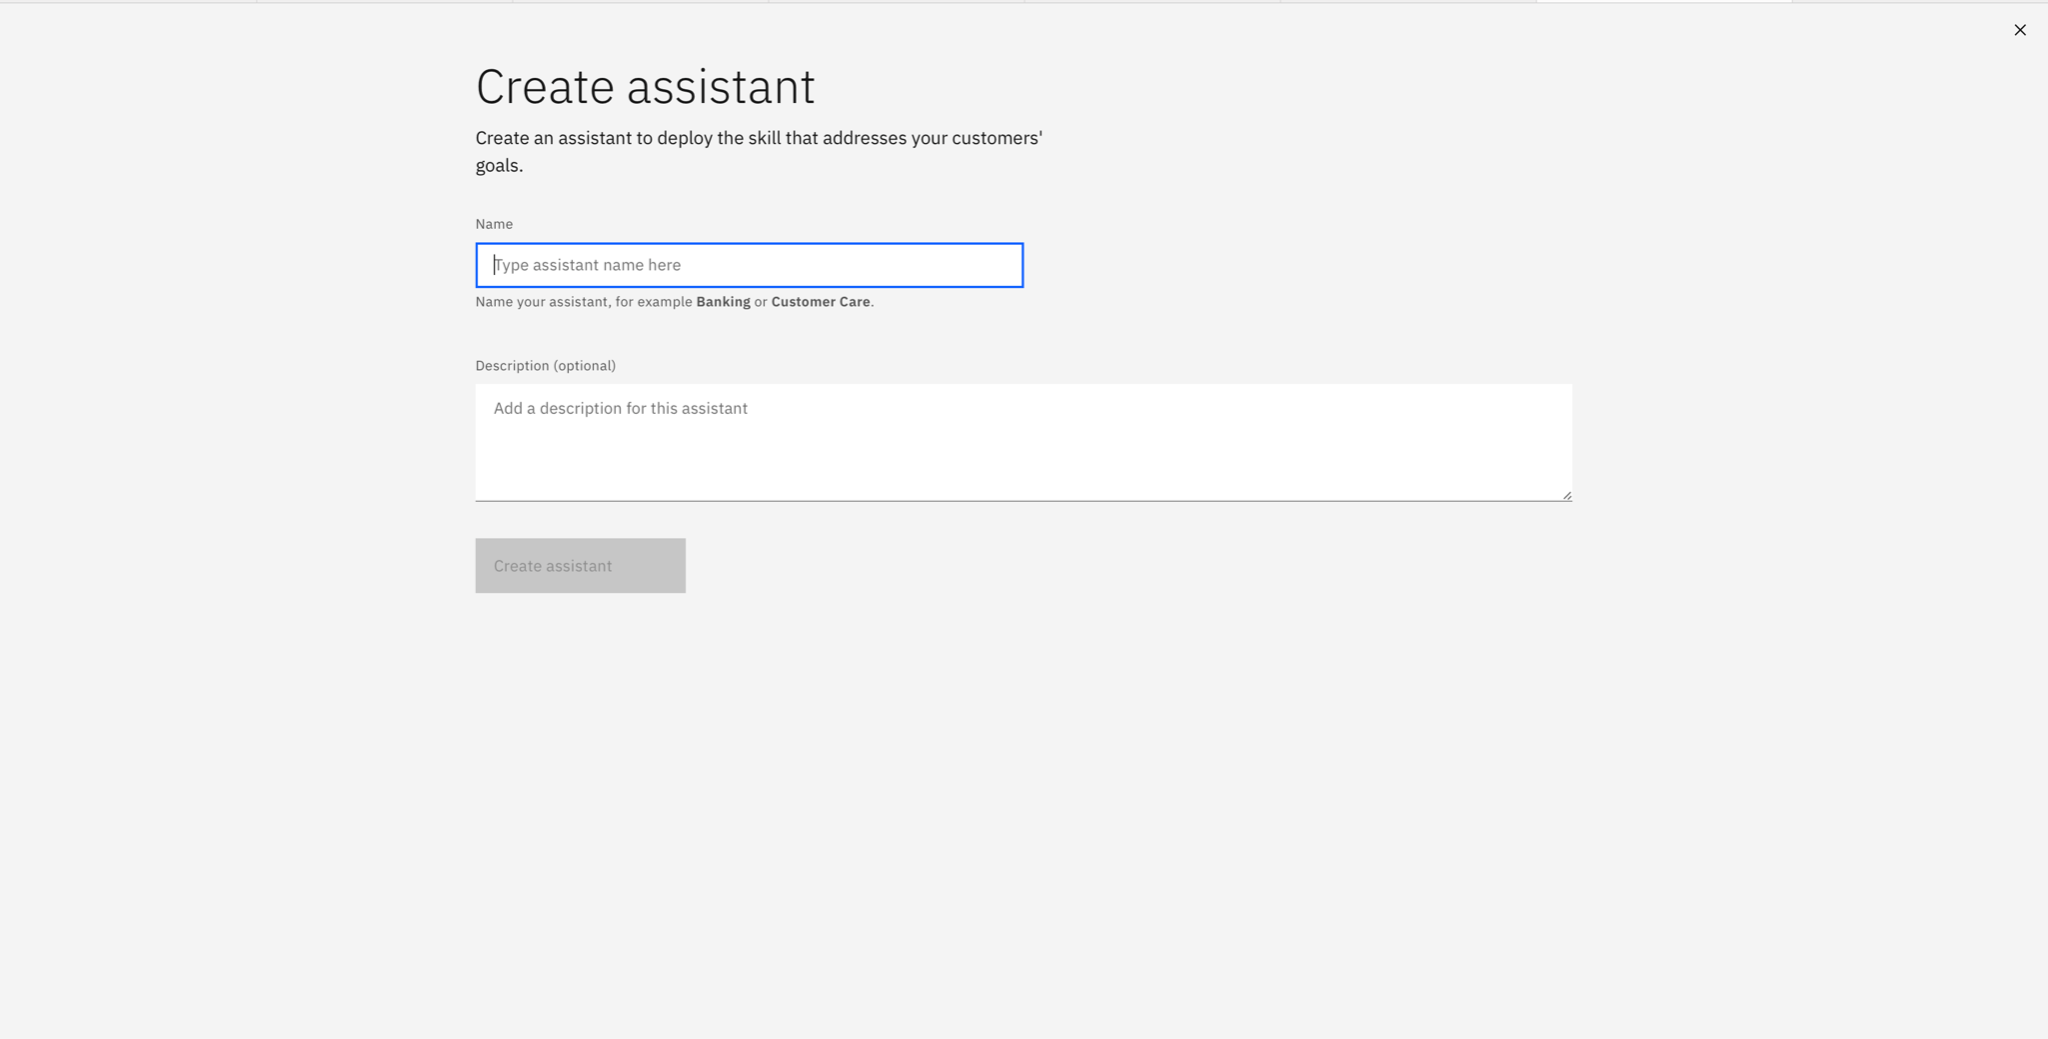 Create assistant
Create an assistant to deploy the skill that addresses your customers'
goals.
Name
Type assistant name here
Name your assistant, for example Banking or Customer Care.
Description (optional)
Add a description for this assistant
Create assistant